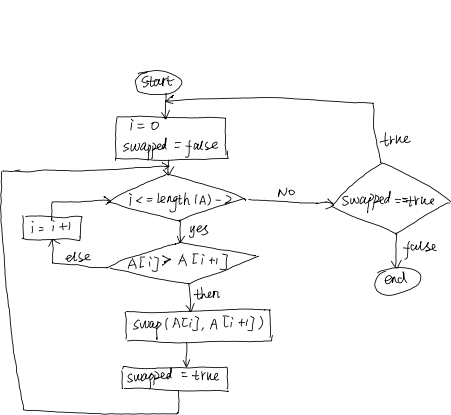 start
i = 0
swapped = false
true
i <= length(A) - 2
No
swapped == true
i = i+1
yes
else
A[i] > A[i+1]
false
then
end
swap(A[i], A[i+1])
swapped = true